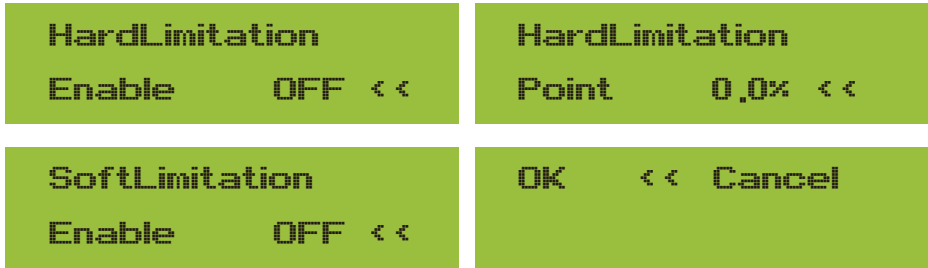 HardLimitation
Enable OFF <<
HardLimitation
Point 0.0% <<
SoftLimitation
Enable OFF <<
OK << Cancel